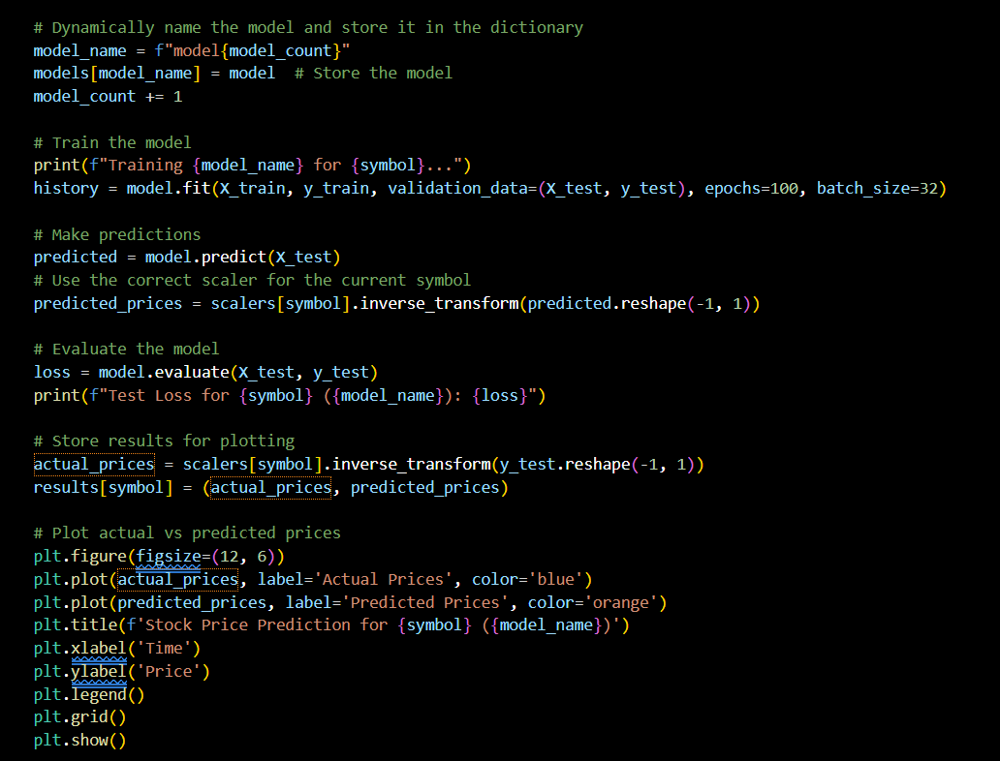 # Dynamically name the model and store it in the dictionary
model_name = f"model{model_count}"
models[model_name] = model  # Store the model
model_count += 1
# Train the model
print(f"Training {model_name} for {symbol}...")
history = model.fit(X_train, y_train, validation_data=(X_test, y_test), epochs=100, batch_size=32)
# Make predictions
predicted = model.predict(X_test)
# Use the correct scaler for the current symbol
predicted_prices = scalers[symbol].inverse_transform(predicted.reshape(-1, 1))
# Evaluate the model
loss = model.evaluate(X_test, y_test)
print(f"Test Loss for {symbol} ({model_name}): {loss}")
# Store results for plotting
actual_prices = scalers[symbol].inverse_transform(y_test.reshape(-1, 1))
results[symbol] = (actual_prices, predicted_prices)
# Plot actual vs predicted prices
plt.figure(figsize=(12, 6))
plt.plot(actual_prices, label='Actual Prices', color='blue')
plt.plot(predicted_prices, label='Predicted Prices', color='orange')
plt.title(f'Stock Price Prediction for {symbol} ({model_name})')
plt.xlabel('Time')
plt.ylabel('Price')
plt.legend()
plt.grid()
plt.show()